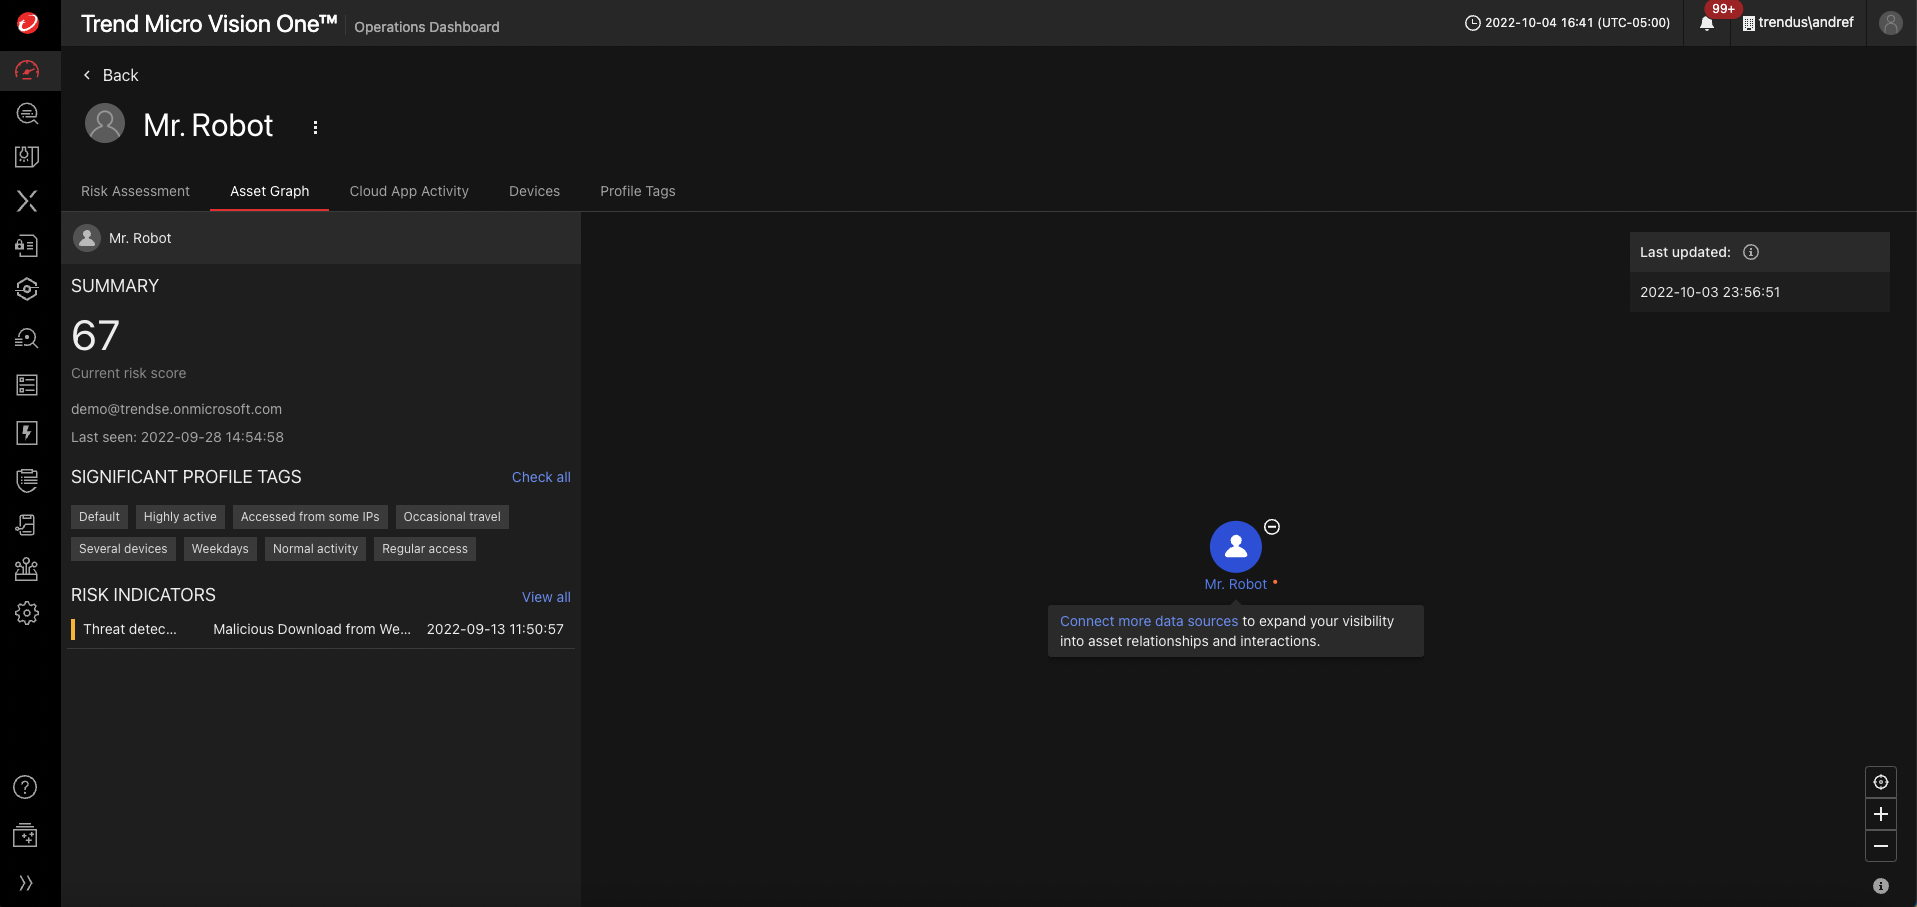 Trend Micro Vision One™ Operations Dashboard
2022-10-04 16:41 (UTC-05:00)
99+
trendus\andref
Back
Mr. Robot
Risk Assessment Asset Graph Cloud App Activity Devices Profile Tags
Mr. Robot
SUMMARY
67
Current risk score
demo@trendse.onmicrosoft.com
Last seen: 2022-09-28 14:54:58
SIGNIFICANT PROFILE TAGS Check all
Default Highly active Accessed from some IPs Occasional travel
Several devices Weekdays Normal activity Regular access
RISK INDICATORS View all
Threat detec... Malicious Download from We... 2022-09-13 11:50:57
Last updated:
2022-10-03 23:56:51
Mr. Robot
Connect more data sources to expand your visibility
into asset relationships and interactions.